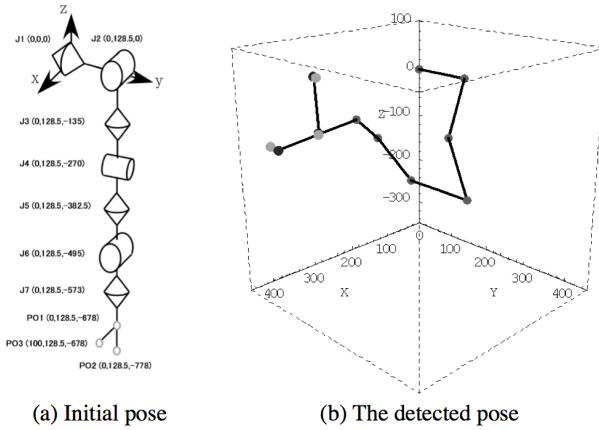 z
J1 (0,0,0)
J2 (0,128.5,0)
x
y
J3 (0,128.5,-135)
J4 (0,128.5,-270)
J5 (0,128.5,-382.5)
J6 (0,128.5,-495)
J7 (0,128.5,-573)
PO1 (0,128.5,-678)
PO3 (100,128.5,-678)
PO2 (0,128.5,-778)
(a) Initial pose
100
0
Z
-100
-200
-300
0
100
100
200
200
300
300
400
400
X
Y
(b) The detected pose